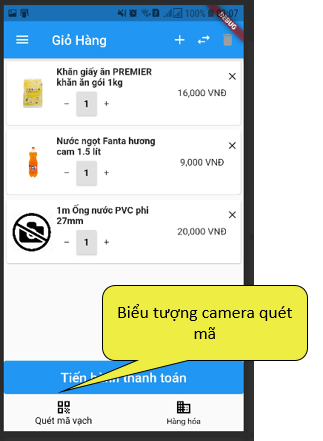 100% 07
DEBUG
Giỏ Hàng
Khăn giấy ăn PREMIER
khăn ăn gói 1kg
16,000 VNĐ
− 1 +
Nước ngọt Fanta hương
cam 1.5 lít
9,000 VNĐ
− 1 +
1m Ống nước PVC phi
27mm
20,000 VNĐ
− 1 +
Biểu tượng camera quét
mã
Tiến hành thanh toán
Quét mã vạch
Hàng hóa